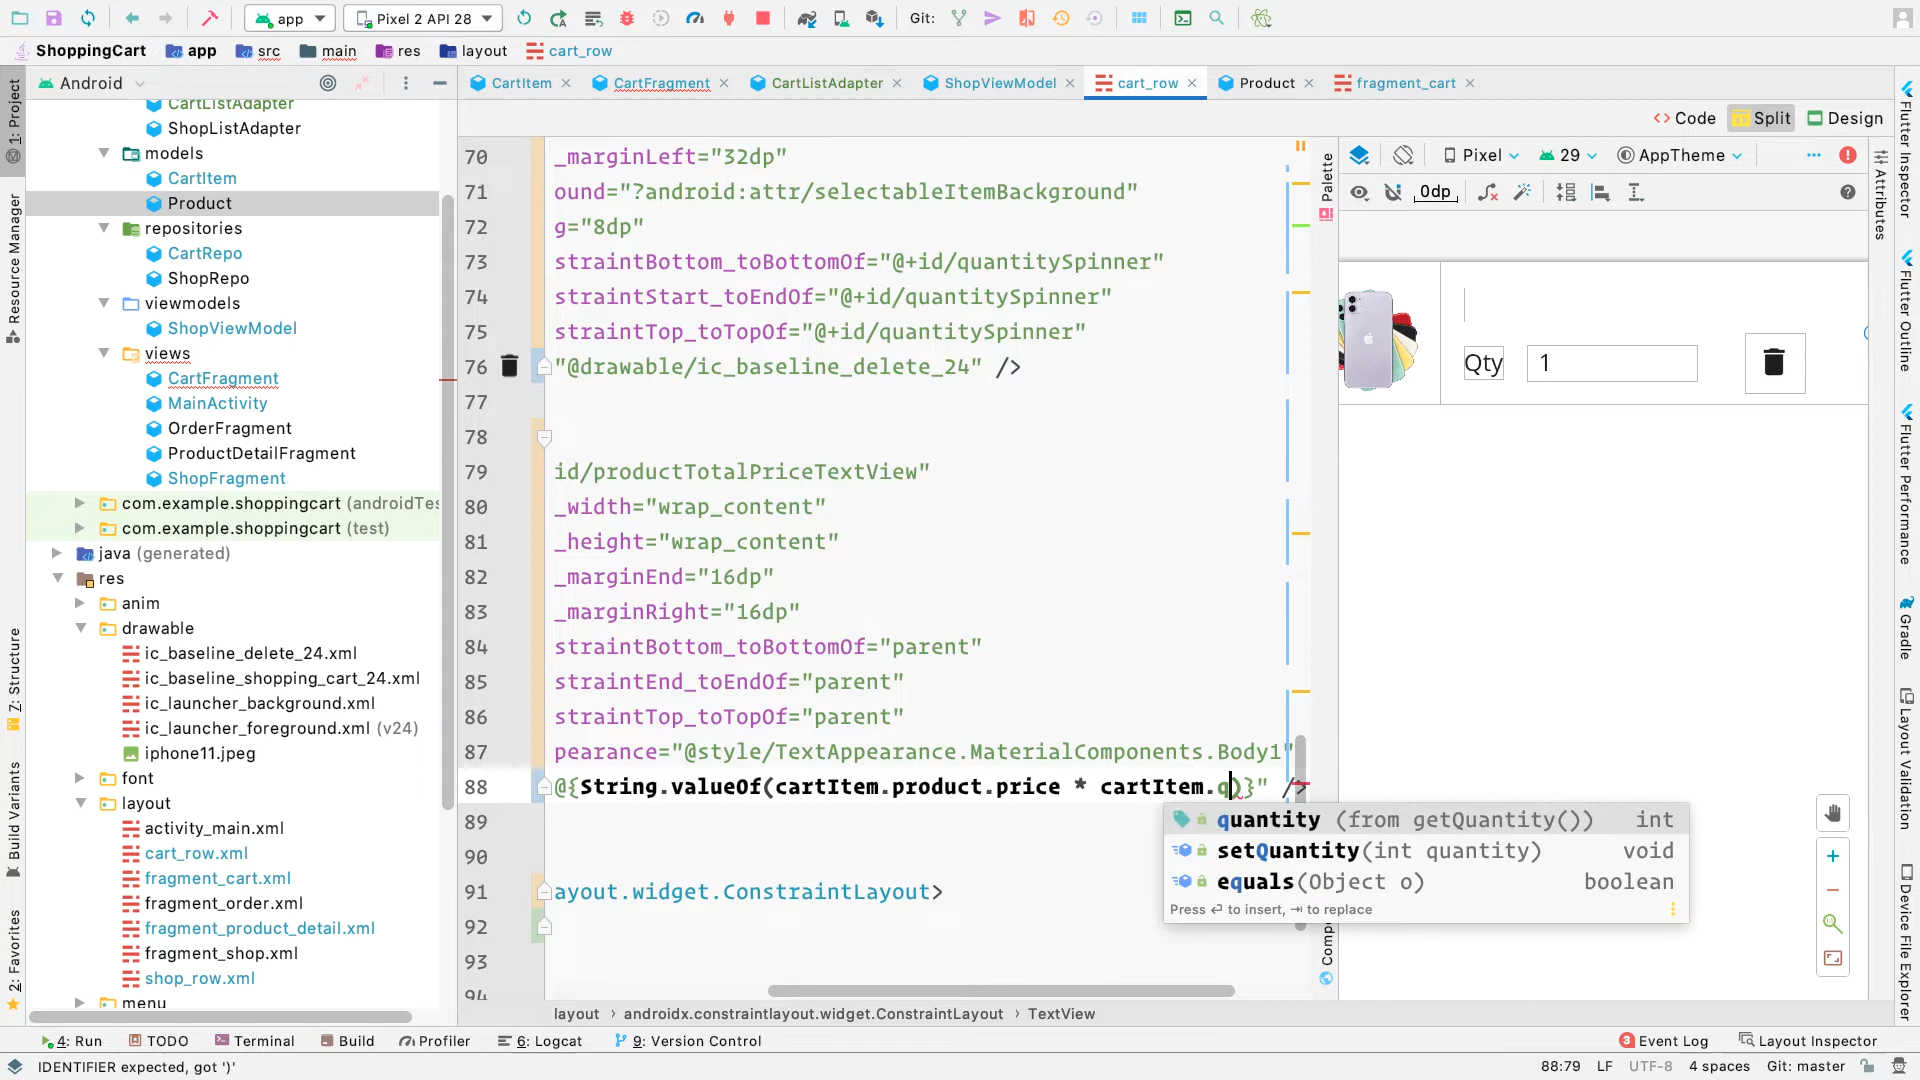 app
Pixel 2 API 28
Git:
ShoppingCart
app
src
main
res
layout
cart_row
Android
CartItem
CartFragment
CartListAdapter
ShopViewModel
cart_row
Product
fragment_cart
Code
Split
Design
1: Project
Resource Manager
7: Structure
Build Variants
2: Favorites
CartListAdapter
ShopListAdapter
models
CartItem
Product
repositories
CartRepo
ShopRepo
viewmodels
ShopViewModel
views
CartFragment
MainActivity
OrderFragment
ProductDetailFragment
ShopFragment
com.example.shoppingcart (androidTes
com.example.shoppingcart (test)
java (generated)
res
anim
drawable
ic_baseline_delete_24.xml
ic_baseline_shopping_cart_24.xml
ic_launcher_background.xml
ic_launcher_foreground.xml (v24)
iphone11.jpeg
font
layout
activity_main.xml
cart_row.xml
fragment_cart.xml
fragment_order.xml
fragment_product_detail.xml
fragment_shop.xml
shop_row.xml
menu
70 _marginLeft="32dp"
71 ound="?android:attr/selectableItemBackground"
72 g="8dp"
73 straintBottom_toBottomOf="@+id/quantitySpinner"
74 straintStart_toEndOf="@+id/quantitySpinner"
75 straintTop_toTopOf="@+id/quantitySpinner"
76 "@drawable/ic_baseline_delete_24" />
77
78
79 id/productTotalPriceTextView"
80 _width="wrap_content"
81 _height="wrap_content"
82 _marginEnd="16dp"
83 _marginRight="16dp"
84 straintBottom_toBottomOf="parent"
85 straintEnd_toEndOf="parent"
86 straintTop_toTopOf="parent"
87 pearance="@style/TextAppearance.MaterialComponents.Body1"
88 @{String.valueOf(cartItem.product.price * cartItem.q)}" />
89
90
91 ayout.widget.ConstraintLayout>
92
93
94
quantity (from getQuantity()) int
setQuantity(int quantity) void
equals(Object o) boolean
Press ↵ to insert, ⇥ to replace
layout
androidx.constraintlayout.widget.ConstraintLayout
TextView
Palette
Pixel
29
AppTheme
0dp
Qty
1
Attributes
Flutter Inspector
Flutter Outline
Flutter Performance
Gradle
Layout Validation
Device File Explorer
4: Run
TODO
Terminal
Build
Profiler
6: Logcat
9: Version Control
3 Event Log
Layout Inspector
IDENTIFIER expected, got ')'
88:79
LF
UTF-8
4 spaces
Git: master